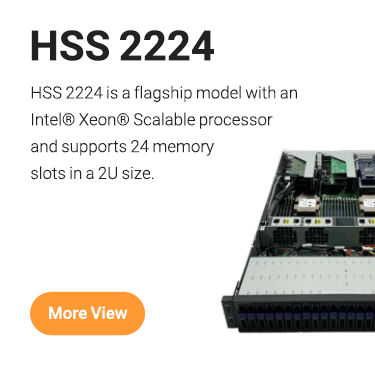 HSS 2224
HSS 2224 is a flagship model with an
Intel® Xeon® Scalable processor
and supports 24 memory
slots in a 2U size.
More View